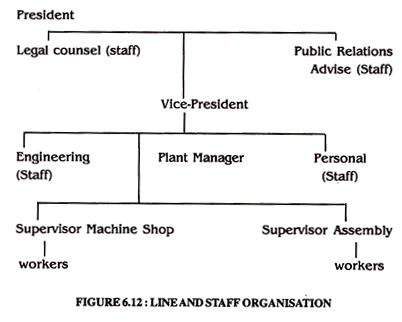 President
Legal counsel (staff)
Public Relations
Advise (Staff)
Vice-President
Engineering
(Staff)
Plant Manager
Personal
(Staff)
Supervisor Machine Shop
Supervisor Assembly
workers
workers
FIGURE 6.12 : LINE AND STAFF ORGANISATION